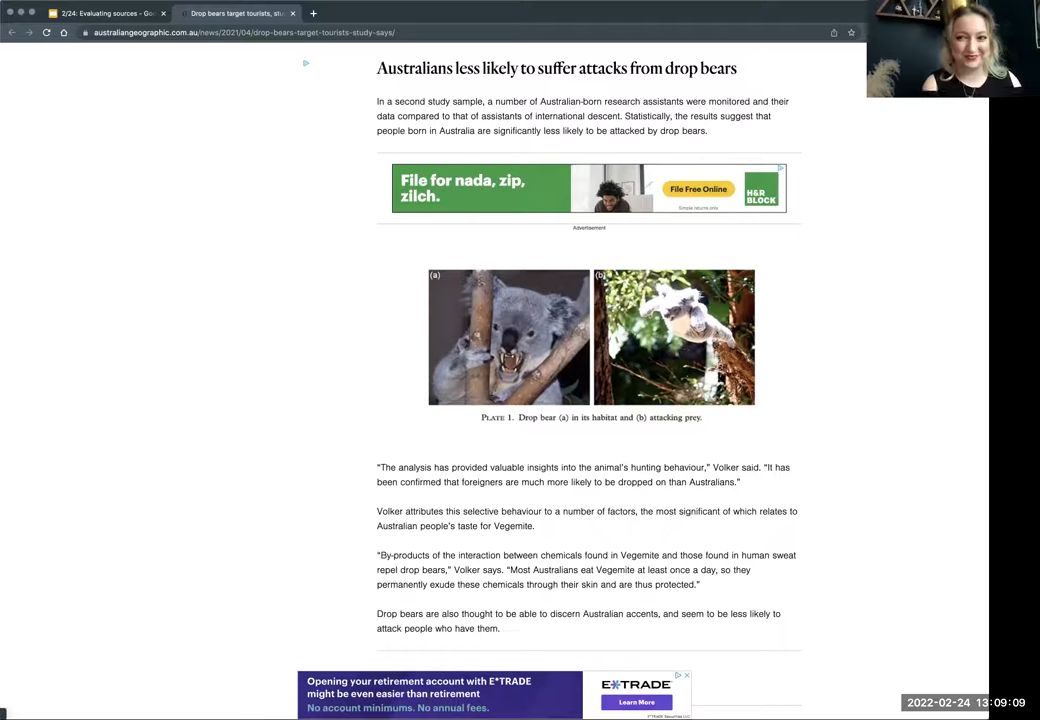 2/24: Evaluating sources - Goo
Drop bears target tourists, stu
australiangeographic.com.au/news/2021/04/drop-bears-target-tourists-study-says/
Australians less likely to suffer attacks from drop bears
In a second study sample, a number of Australian-born research assistants were monitored and their
data compared to that of assistants of international descent. Statistically, the results suggest that
people born in Australia are significantly less likely to be attacked by drop bears.
File for nada, zip,
zilch.
File Free Online
Simple returns only
H&R
BLOCK
Advertisement
(a)
(b)
PLATE 1. Drop bear (a) in its habitat and (b) attacking prey.
“The analysis has provided valuable insights into the animal’s hunting behaviour,” Volker said. “It has
been confirmed that foreigners are much more likely to be dropped on than Australians.”
Volker attributes this selective behaviour to a number of factors, the most significant of which relates to
Australian people’s taste for Vegemite.
“By-products of the interaction between chemicals found in Vegemite and those found in human sweat
repel drop bears,” Volker says. “Most Australians eat Vegemite at least once a day, so they
permanently exude these chemicals through their skin and are thus protected.”
Drop bears are also thought to be able to discern Australian accents, and seem to be less likely to
attack people who have them.
Opening your retirement account with E*TRADE
might be even easier than retirement
No account minimums. No annual fees.
E*TRADE
Learn More
E*TRADE Securities LLC
2022-02-24 13:09:09